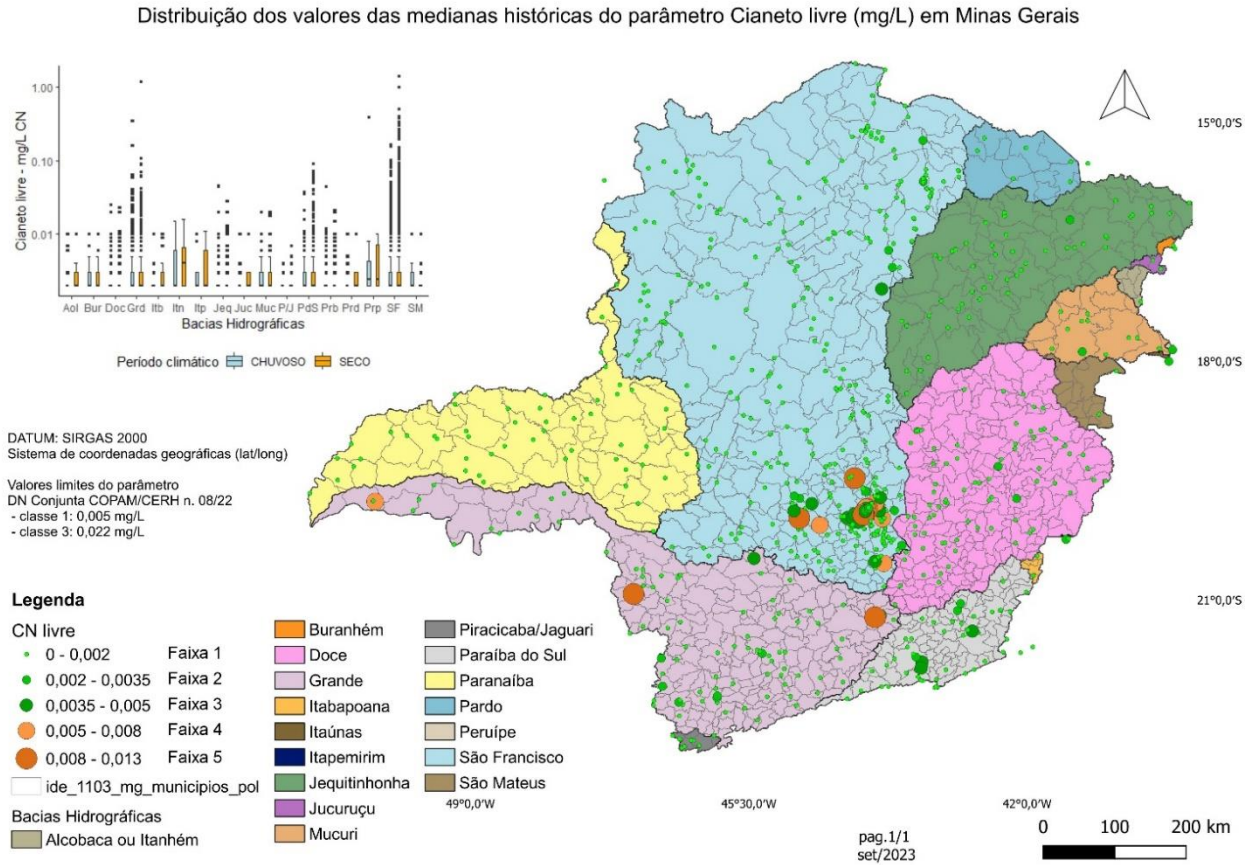 Distribuição dos valores das medianas históricas do parâmetro Cianeto livre (mg/L) em Minas Gerais
Cianeto livre - mg/L CN
1.00
0.10
0.01
AoI Bur Doc Grd Itb Itn Itp Jeq Juc Muc P/J PdS Prb Prd Prp SF SM
Bacias Hidrográficas
Período climático CHUVOSO SECO
15°0,0'S
18°0,0'S
21°0,0'S
DATUM: SIRGAS 2000
Sistema de coordenadas geográficas (lat/long)
Valores limites do parâmetro
DN Conjunta COPAM/CERH n. 08/22
- classe 1: 0,005 mg/L
- classe 3: 0,022 mg/L
Legenda
CN livre
0 - 0,002 Faixa 1
0,002 - 0,0035 Faixa 2
0,0035 - 0,005 Faixa 3
0,005 - 0,008 Faixa 4
0,008 - 0,013 Faixa 5
ide_1103_mg_municipios_pol
Bacias Hidrográficas
Alcobaca ou Itanhém
Buranhém
Doce
Grande
Itabapoana
Itaúnas
Itapemirim
Jequitinhonha
Jucuruçu
Mucuri
Piracicaba/Jaguari
Paraíba do Sul
Paranaíba
Pardo
Peruípe
São Francisco
São Mateus
49°0,0'W
45°30,0'W
42°0,0'W
pag.1/1
set/2023
0 100 200 km